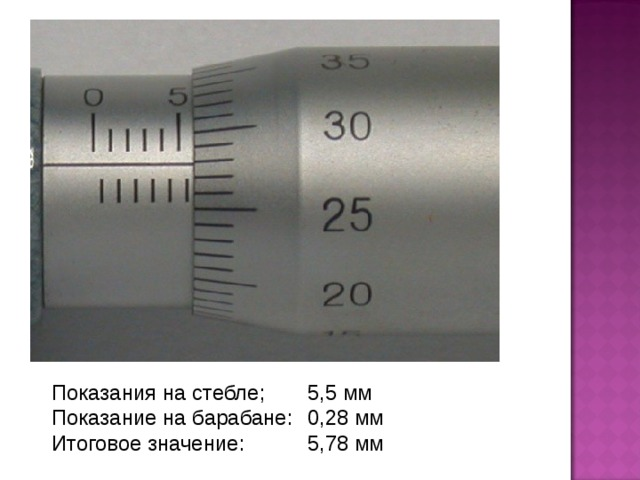 0 5
35
30
25
20
15
Показания на стебле; 5,5 мм
Показание на барабане: 0,28 мм
Итоговое значение: 5,78 мм